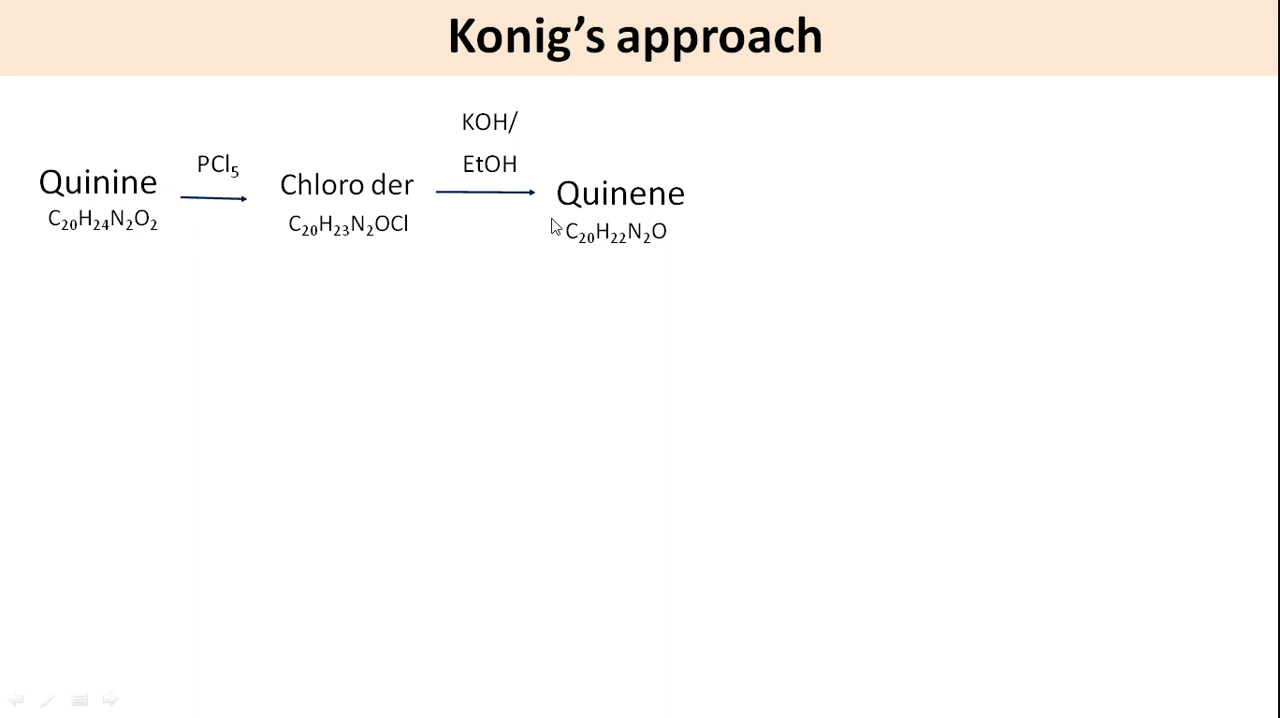 Konig’s approach
KOH/
EtOH
PCl₅
Quinine
Chloro der
Quinene
C₂₀H₂₄N₂O₂
C₂₀H₂₃N₂OCl
C₂₀H₂₂N₂O